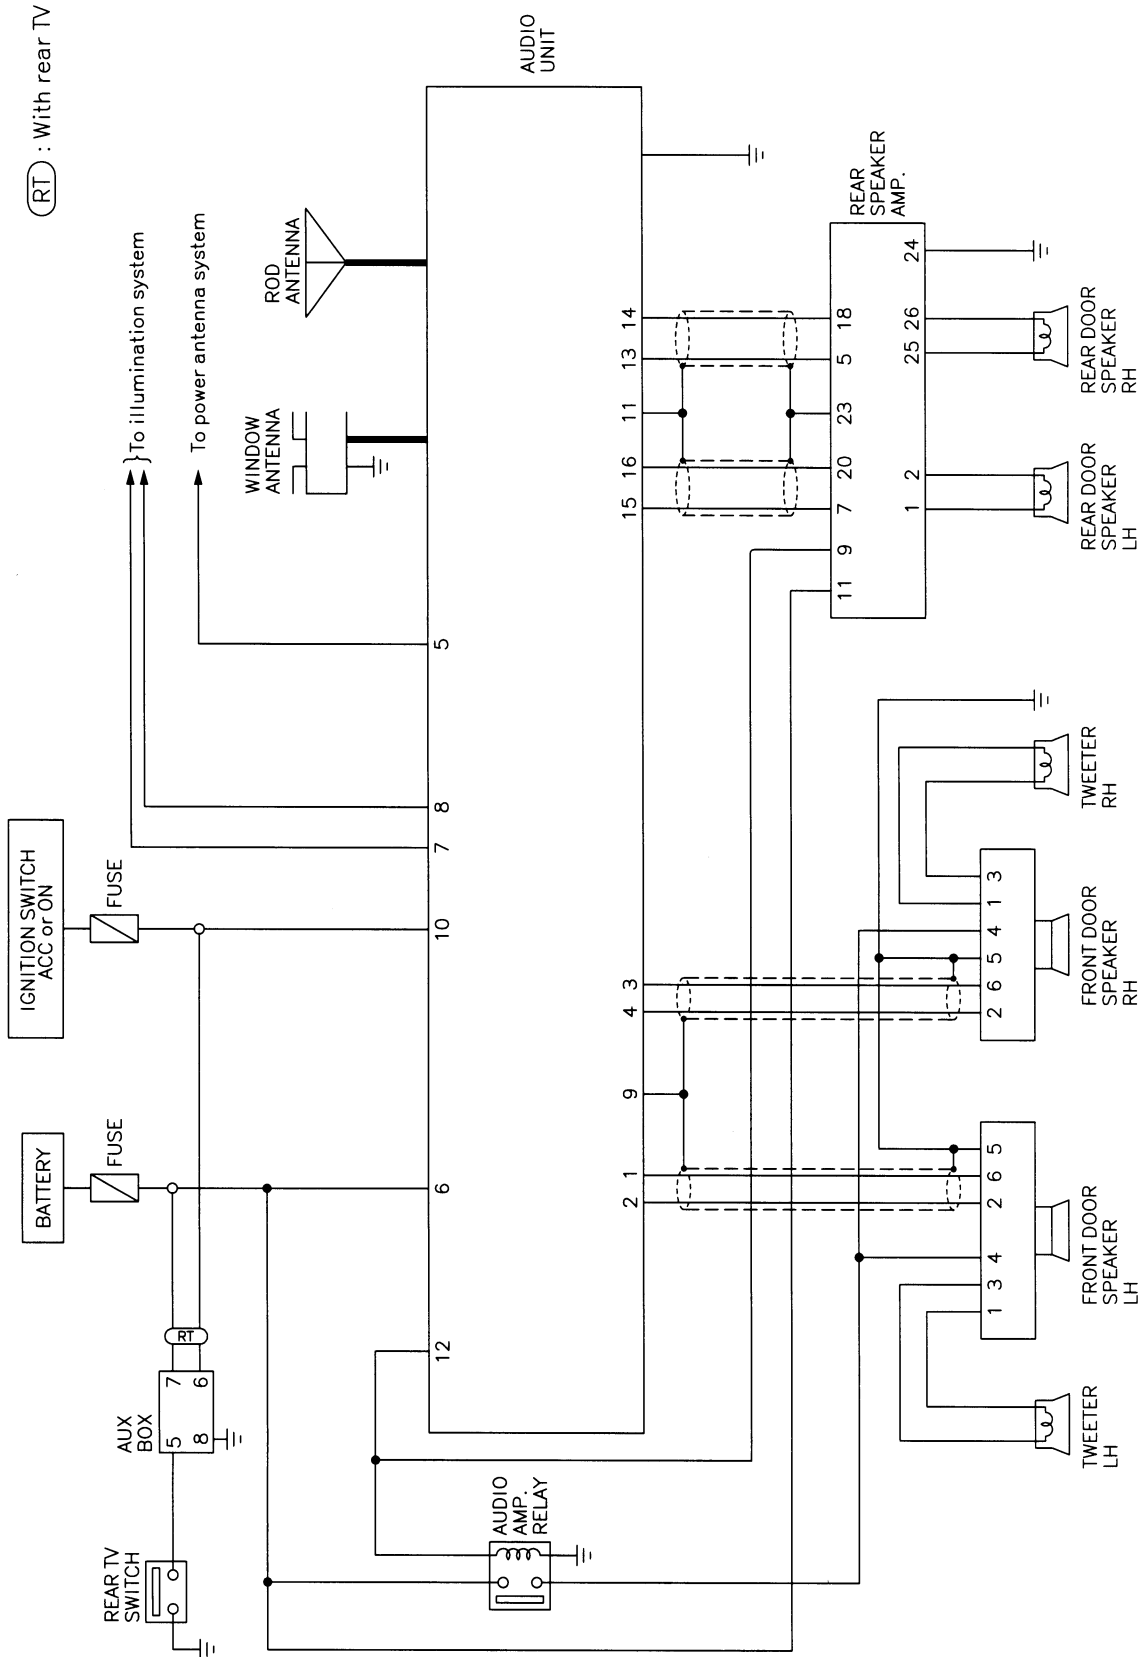 RT : With rear TV
IGNITION SWITCH
ACC or ON
BATTERY
FUSE
FUSE
To illumination system
To power antenna system
ROD
ANTENNA
WINDOW
ANTENNA
RT
AUX
BOX
7
6
5
8
REAR TV
SWITCH
AUDIO
AMP.
RELAY
AUDIO
UNIT
12
6
10
7
8
5
2
1
9
4
3
15
16
11
13
14
REAR
SPEAKER
AMP.
11
9
7
20
23
5
18
1
2
25
26
24
REAR DOOR
SPEAKER
LH
REAR DOOR
SPEAKER
RH
TWEETER
LH
1
3
4
2
6
5
FRONT DOOR
SPEAKER
LH
2
6
5
4
1
3
FRONT DOOR
SPEAKER
RH
TWEETER
RH